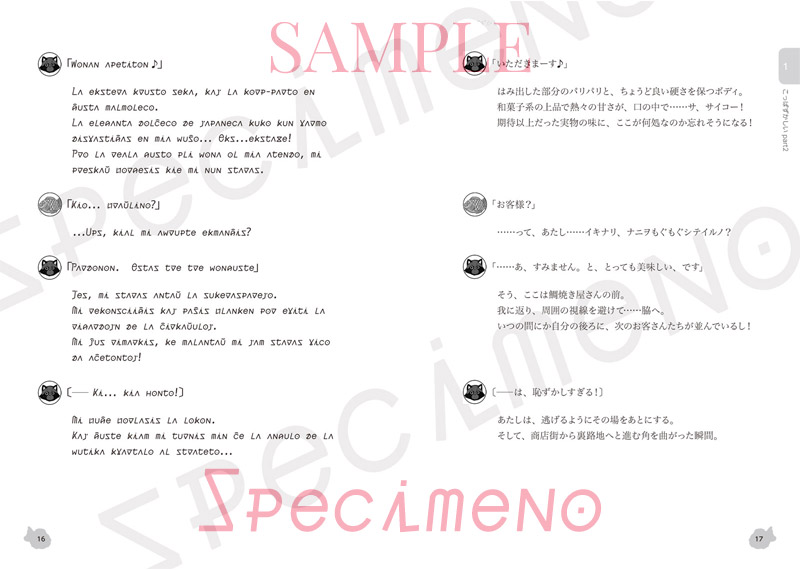 SAMPLE
「Bonan apetiton♪」
La ekstera krusto seka, kaj la korp-parto en
ĝusta malmoleco.
La eleganta dolĉeco de japaneca kuko kun varmo
disvastiĝas en mia buŝo... Eks...ekstaze!
Pro la reala gusto pli bona ol mia atendo, mi
preskaŭ forgesis kie mi nun staras.
「Kio... fraŭlino?」
...Ups, kial mi abrupte ekmanĝis?
「Pardonon. Estas tre tre bonguste」
Jes, mi staras antaŭ la
Mi rekonsciiĝis kaj paŝis flanken por eviti la
rigardojn de la ĉirkaŭuloj.
Mi ĵus rimarkis, ke malantaŭ mi jam staras vico
da aĉetontoj!
〔── Ki... kia honto!〕
Mi fuĝe forlasis la lokon.
Kaj ĝuste kiam mi turnis min ĉe la angulo de la
butika kvartalo al strateto...
16
「いただきまーす♪」
はみ出した部分のパリパリと、ちょうど良い硬さを保つボディ。
和菓子系の上品で熱々の甘さが、口の中で……サ、サイコー！
期待以上だった実物の味に、ここが何処なのか忘れそうになる！
「お客様？」
……って、あたし……イキナリ、ナニヲもぐもぐシテイルノ？
「……あ、すみません。と、とっても美味しい、です」
そう、ここは鯛焼き屋さんの前。
我に返り、周囲の視線を避けて……脇へ。
いつの間にか自分の後ろに、次のお客さんたちが並んでいるし！
〔──は、恥ずかしすぎる！〕
あたしは、逃げるようにその場をあとにする。
そして、商店街から裏路地へと進む角を曲がった瞬間。
1
こっぱずかしい part2
17
Specimeno
Specimeno
Specimeno